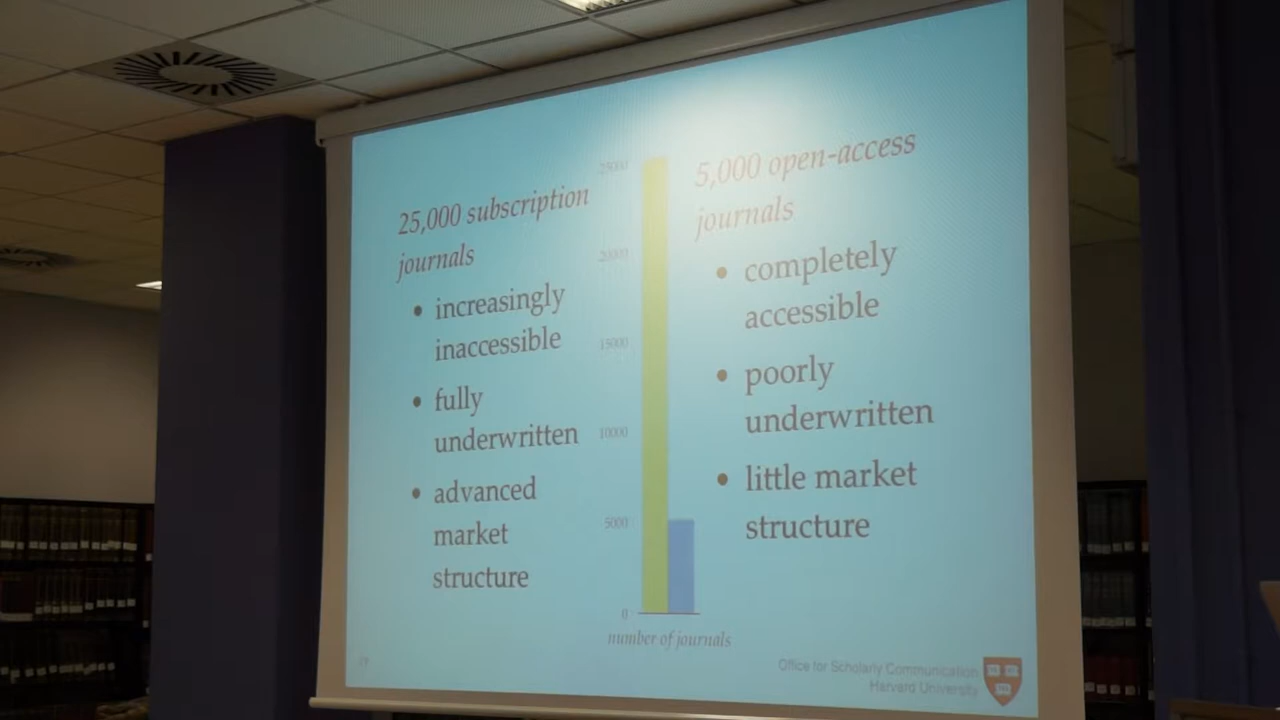 25,000 subscription
journals
• increasingly
inaccessible
• fully
underwritten
• advanced
market
structure
25000
20000
15000
10000
5000
0
number of journals
5,000 open-access
journals
• completely
accessible
• poorly
underwritten
• little market
structure
Office for Scholarly Communication
Harvard University